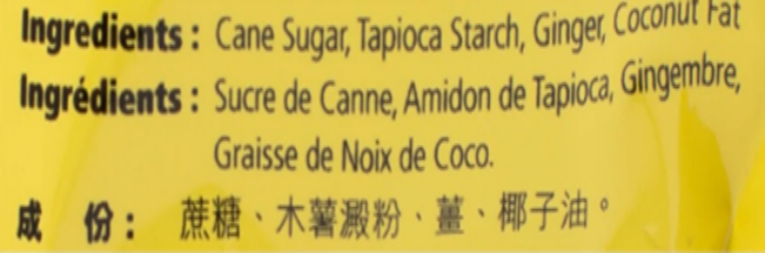 Ingredients : Cane Sugar, Tapioca Starch, Ginger, Coconut Fat
Ingrédients : Sucre de Canne, Amidon de Tapioca, Gingembre,
Graisse de Noix de Coco.
成 份： 蔗糖、木薯澱粉、薑、椰子油。